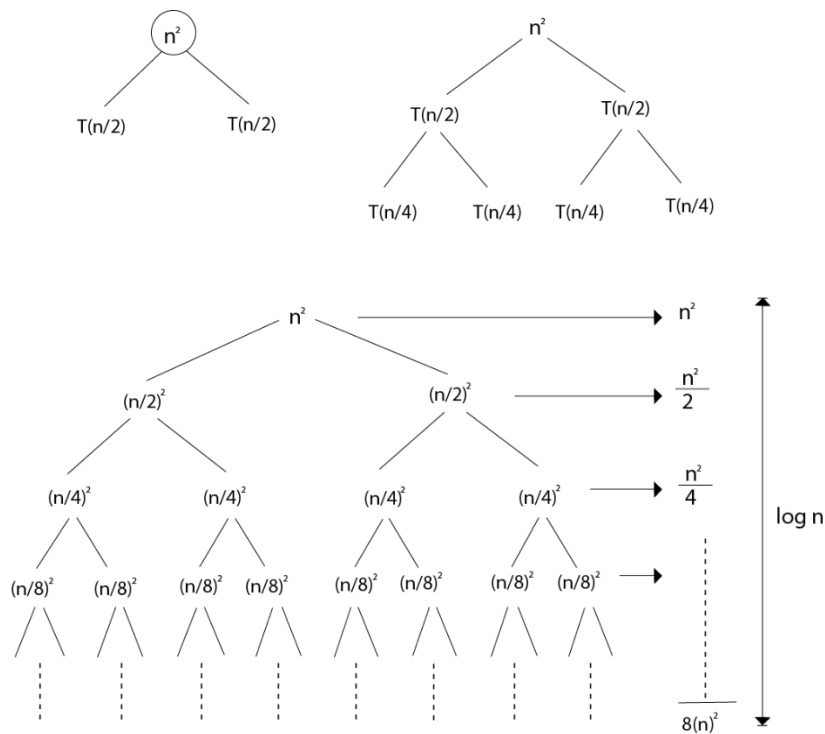 n²
T(n/2) T(n/2)
n²
T(n/2) T(n/2)
T(n/4) T(n/4) T(n/4) T(n/4)
n² n²
(n/2)² (n/2)² n²/2
(n/4)² (n/4)² (n/4)² (n/4)² n²/4
log n
(n/8)² (n/8)² (n/8)² (n/8)² (n/8)² (n/8)² (n/8)² (n/8)²
8(n)²